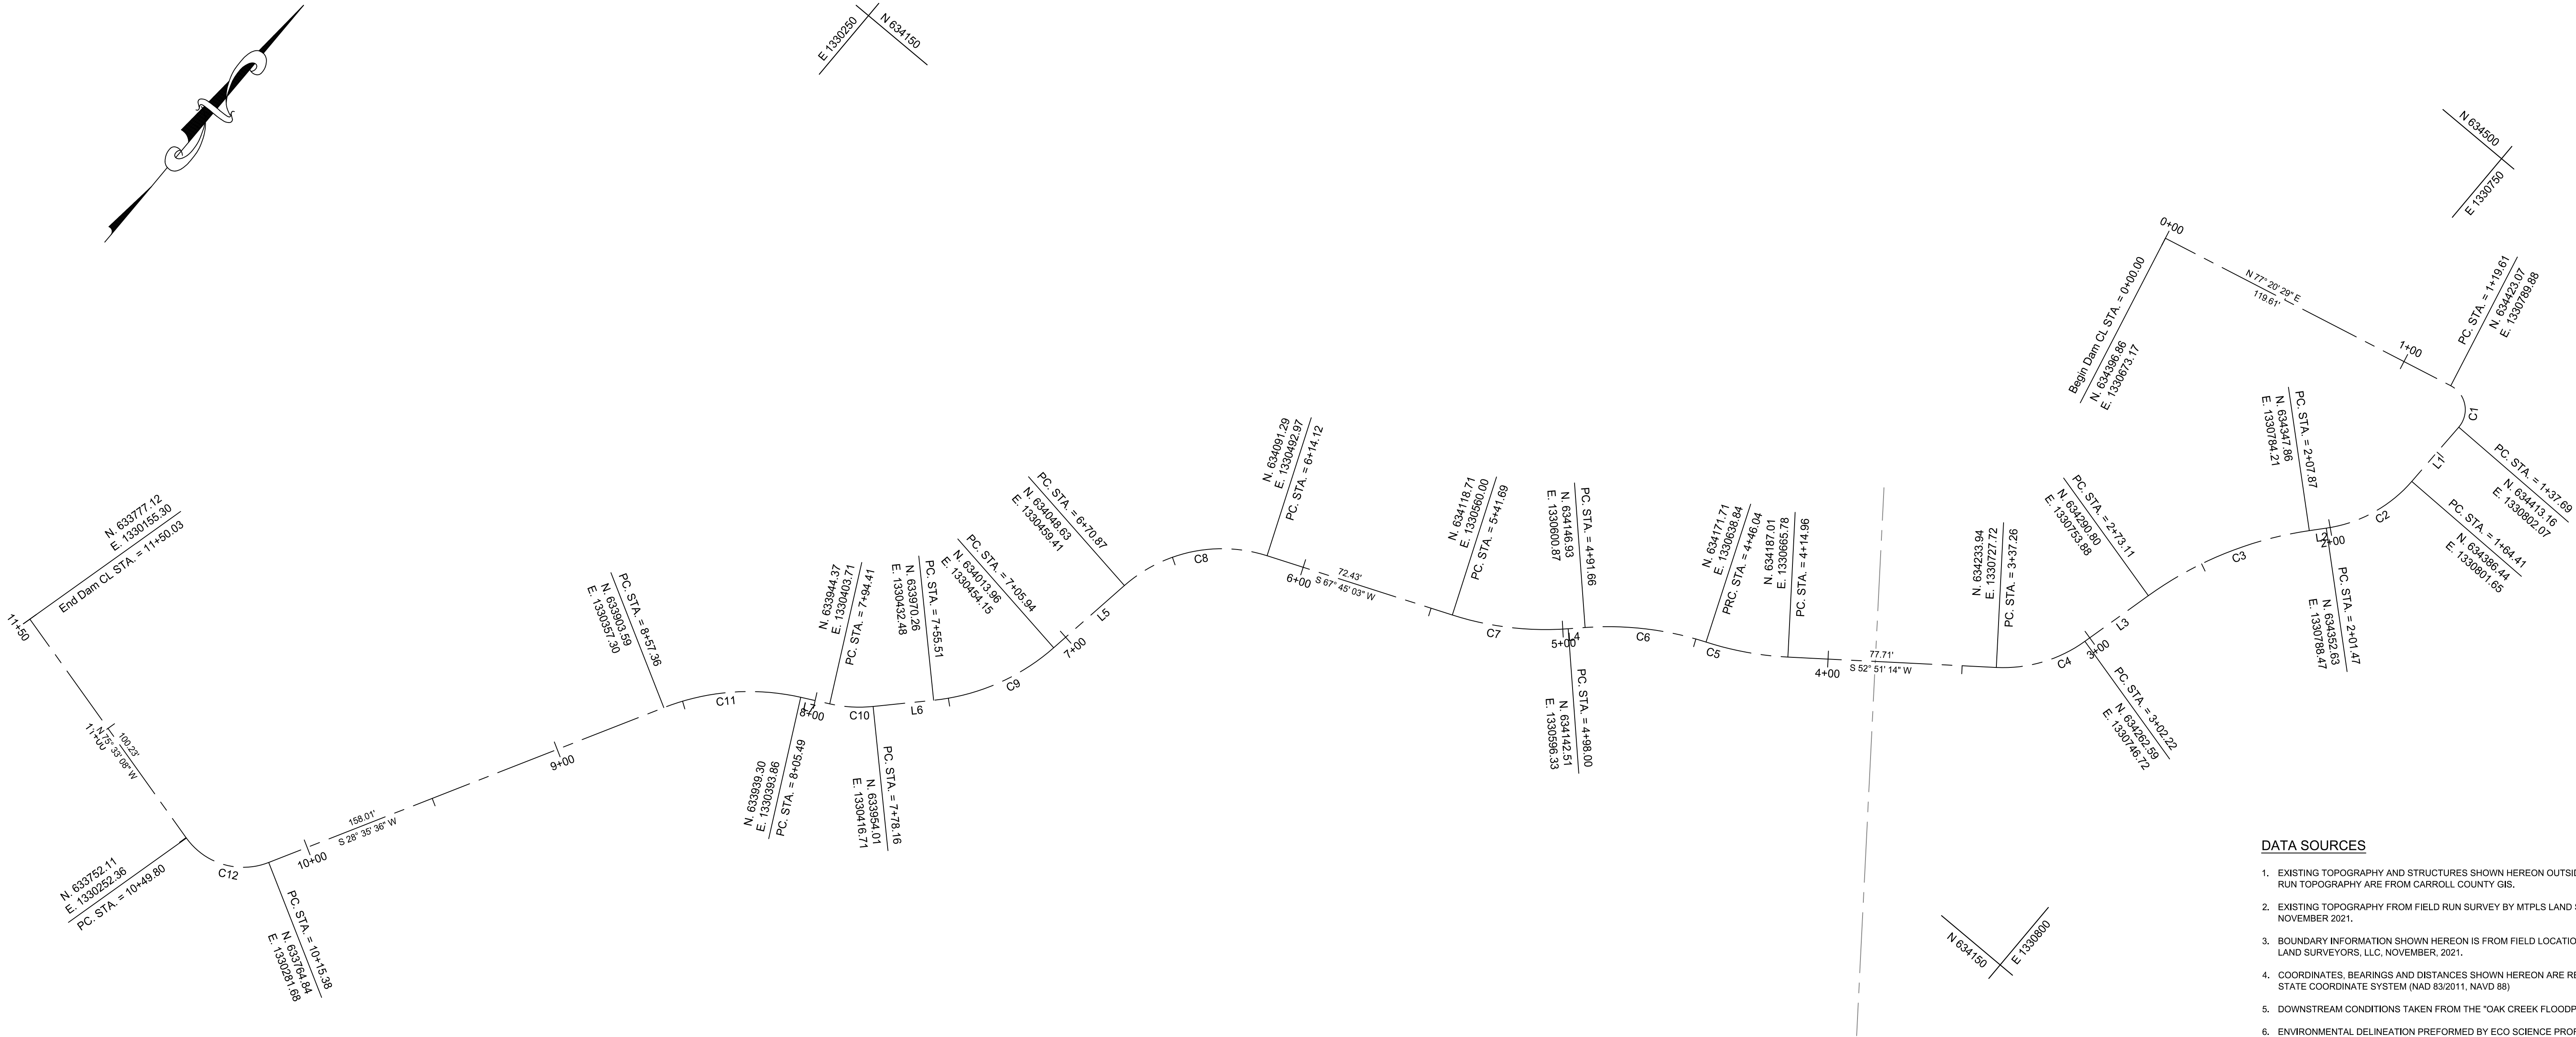 E 1330250
N 634150
N 634500
E 1330750
0+00
Begin Dam CL STA. = 0+00.00
N. 634396.86
E. 1330673.17
N 77° 20' 29" E
119.61'
1+00
PC. STA. = 1+19.61
N. 634423.07
E. 1330789.88
C1
PC. STA. = 1+37.69
N. 634413.16
E. 1330802.07
L1
PC. STA. = 1+64.41
N. 634386.44
E. 1330801.65
C2
PC. STA. = 2+01.47
N. 634352.63
E. 1330788.47
2+00
L2
PC. STA. = 2+07.87
N. 634347.86
E. 1330784.21
C3
PC. STA. = 2+73.11
N. 634290.80
E. 1330753.88
L3
3+00
PC. STA. = 3+02.22
N. 634262.59
E. 1330746.72
C4
N. 634233.94
E. 1330727.72
PC. STA. = 3+37.26
77.71'
S 52° 51' 14" W
4+00
N. 634187.01
E. 1330665.78
PC. STA. = 4+14.96
C5
N. 634171.71
E. 1330638.84
PRC. STA. = 4+46.04
C6
PC. STA. = 4+91.66
N. 634146.93
E. 1330600.87
L4
5+00
PC. STA. = 4+98.00
N. 634142.51
E. 1330596.33
C7
N. 634118.71
E. 1330560.00
PC. STA. = 5+41.69
72.43'
S 67° 45' 03" W
6+00
N. 634091.29
E. 1330492.97
PC. STA. = 6+14.12
C8
PC. STA. = 6+70.87
N. 634048.63
E. 1330459.41
L5
7+00
PC. STA. = 7+05.94
N. 634013.96
E. 1330454.15
C9
PC. STA. = 7+55.51
N. 633970.26
E. 1330432.48
L6
PC. STA. = 7+78.16
N. 633954.01
E. 1330416.71
C10
N. 633944.37
E. 1330403.71
PC. STA. = 7+94.41
L7
8+00
N. 633939.30
E. 1330393.86
PC. STA. = 8+05.49
C11
PC. STA. = 8+57.36
N. 633903.59
E. 1330357.30
9+00
158.01'
S 28° 35' 36" W
10+00
PC. STA. = 10+15.38
N. 633764.84
E. 1330281.68
C12
N. 633752.11
E. 1330252.36
PC. STA. = 10+49.80
100.23'
N 75° 33' 08" W
11+00
11+50
N. 633777.12
E. 1330155.30
End Dam CL STA. = 11+50.03
N 634150
E 1330800
DATA SOURCES
1. EXISTING TOPOGRAPHY AND STRUCTURES SHOWN HEREON
RUN TOPOGRAPHY ARE FROM CARROLL COUNTY GIS.
2. EXISTING TOPOGRAPHY FROM FIELD RUN SURVEY BY MTPLS LAND
NOVEMBER 2021.
3. BOUNDARY INFORMATION SHOWN HEREON IS FROM FIELD
LAND SURVEYORS, LLC, NOVEMBER, 2021.
4. COORDINATES, BEARINGS AND DISTANCES SHOWN HEREON ARE
STATE COORDINATE SYSTEM (NAD 83/2011, NAVD 88)
5. DOWNSTREAM CONDITIONS TAKEN FROM THE "OAK CREEK
6. ENVIRONMENTAL DELINEATION PREFORMED BY ECO SCIENCE